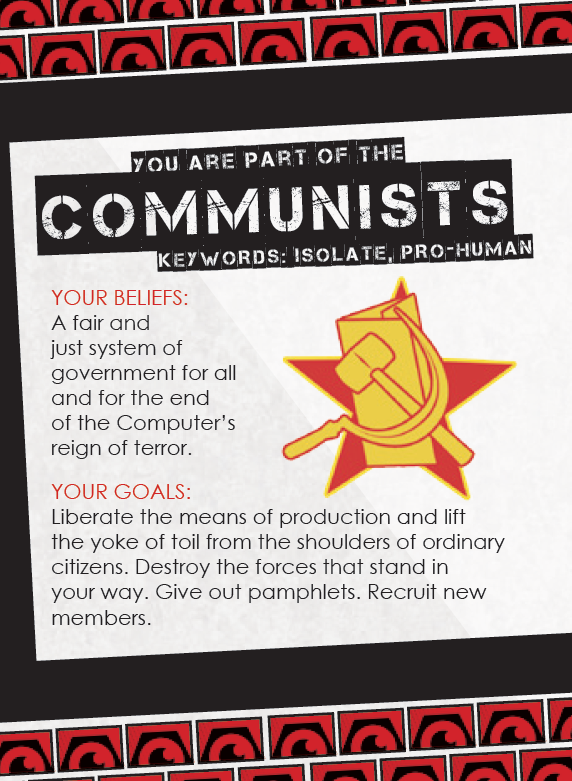 YOU ARE PART OF THE
COMMUNISTS
KEYWORDS: ISOLATE, PRO-HUMAN
YOUR BELIEFS:
A fair and
just system of
government for all
and for the end
of the Computer’s
reign of terror.
YOUR GOALS:
Liberate the means of production and lift
the yoke of toil from the shoulders of ordinary
citizens. Destroy the forces that stand in
your way. Give out pamphlets. Recruit new
members.